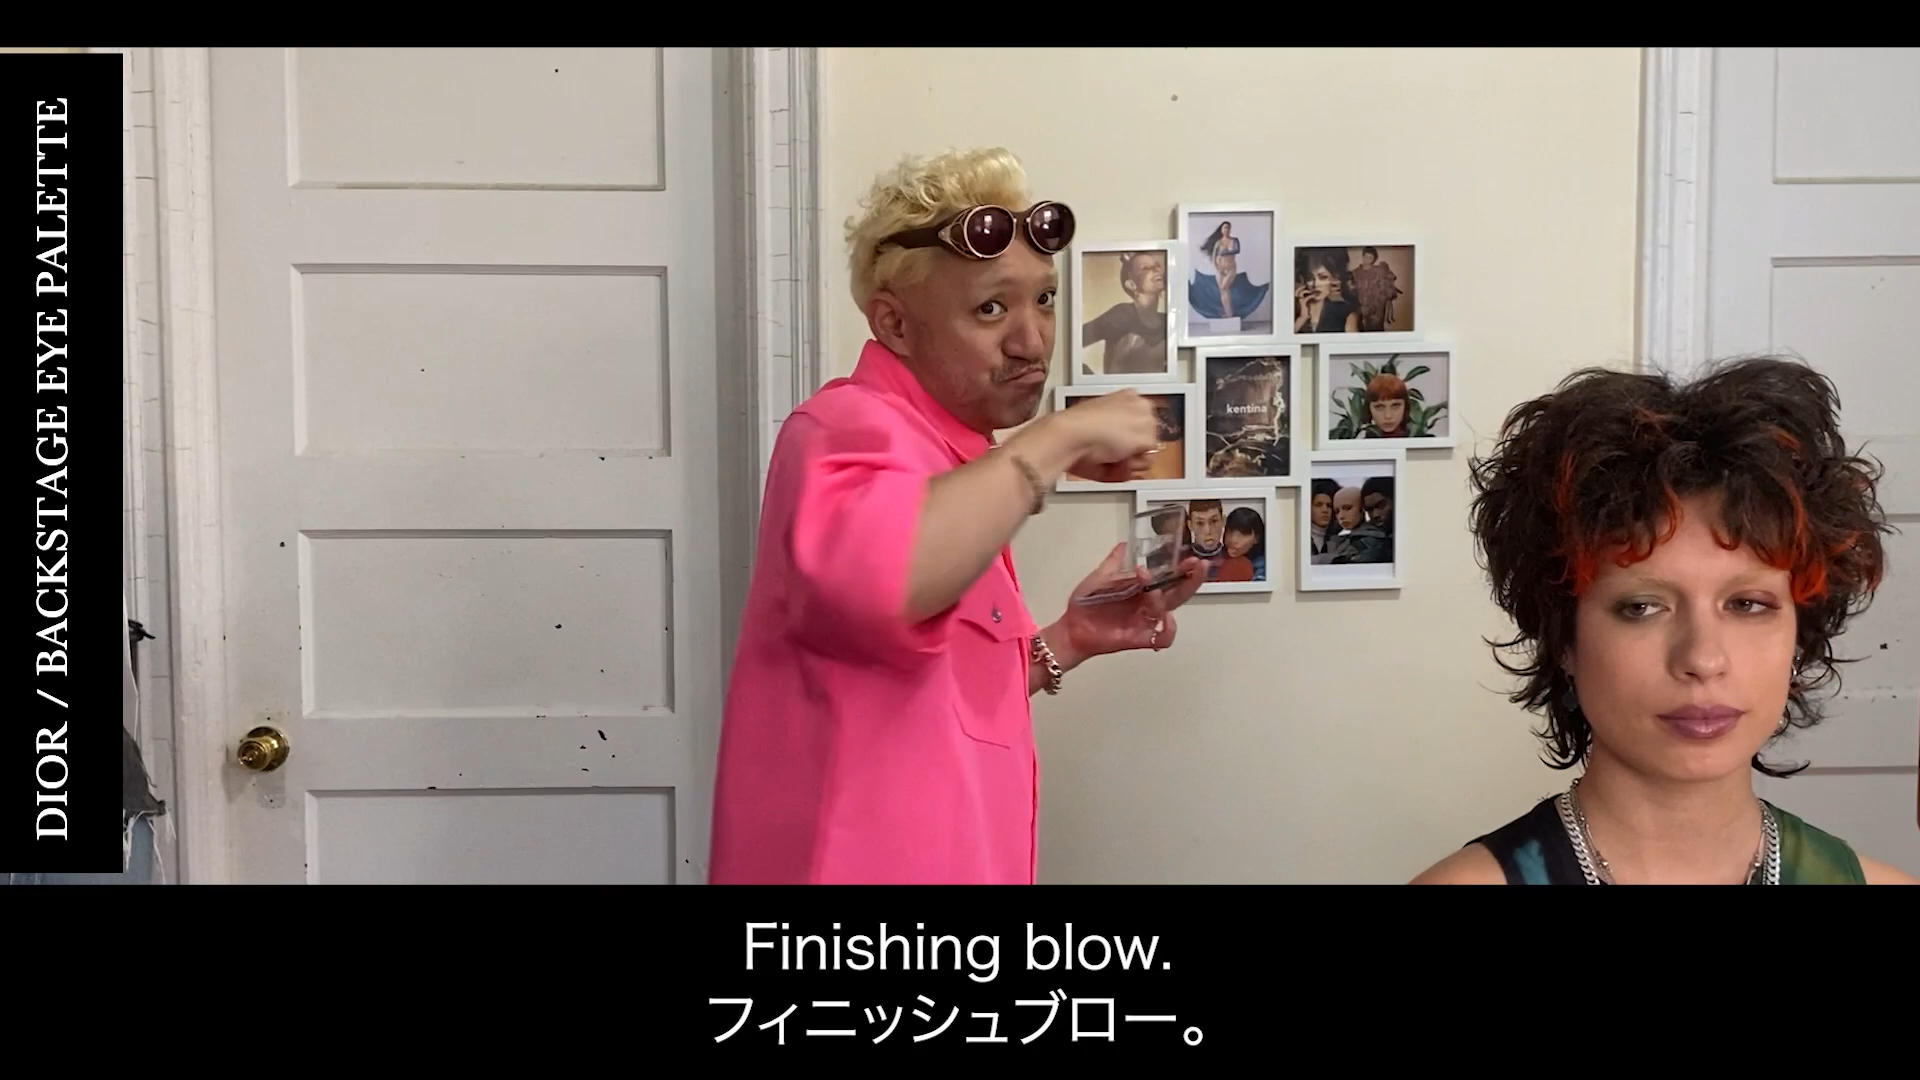 DIOR / BACKSTAGE EYE PALETTE
kentina
Finishing blow.
フィニッシュブロー。